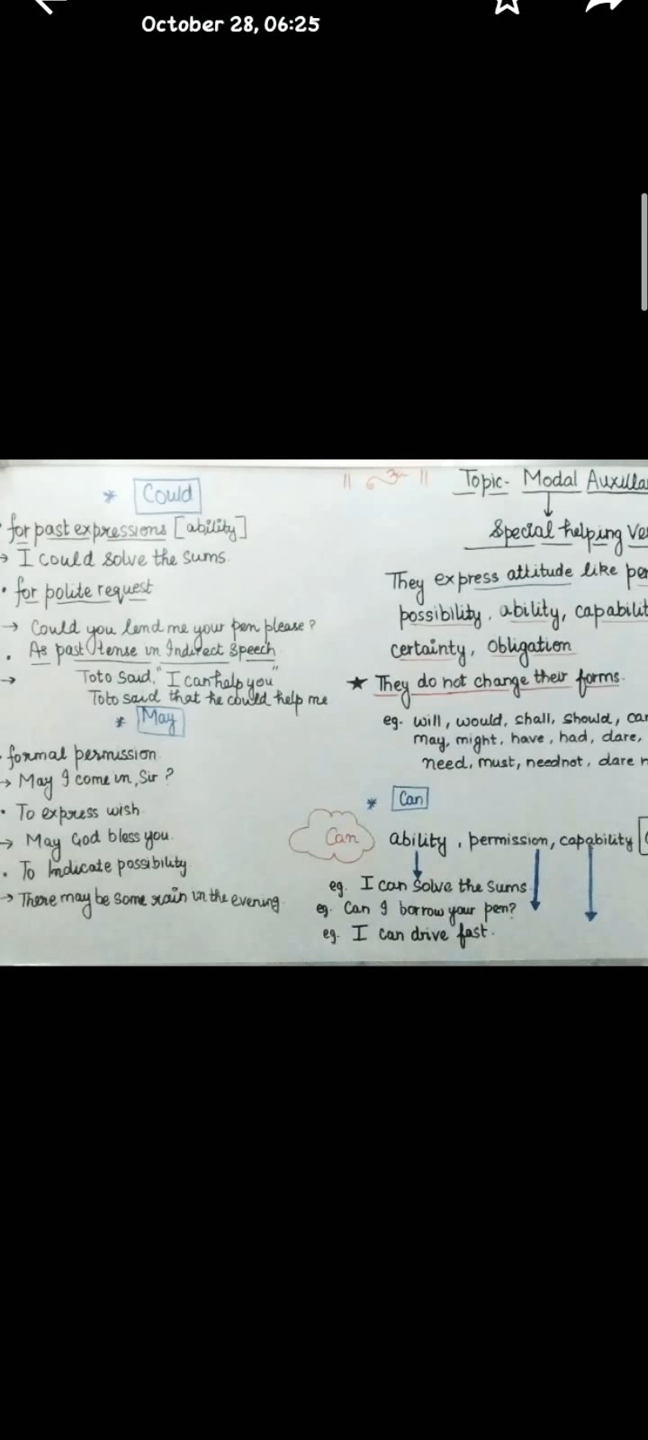 October 28, 06:25
* Could
for past expressions [ability]
→ I could solve the sums.
• for polite request
→ Could you lend me your pen please?
• As past tense in Indirect Speech
→ Toto Said, "I can help you"
Toto said that he could help me
* May
formal permission
→ May I come in, Sir?
• To express wish
→ May God bless you.
• To Indicate possibility
→ There may be some rain in the evening.
Topic- Modal
Special helping
They express attitude like
possibility, ability,
certainty, Obligation
★ They do not change their forms.
eg. will, would, shall, should,
may, might, have, had, dare,
need, must, neednot, dare
* Can
Can ability, permission, capability
eg. I can solve the sums.
eg. Can I borrow your pen?
eg. I can drive fast.